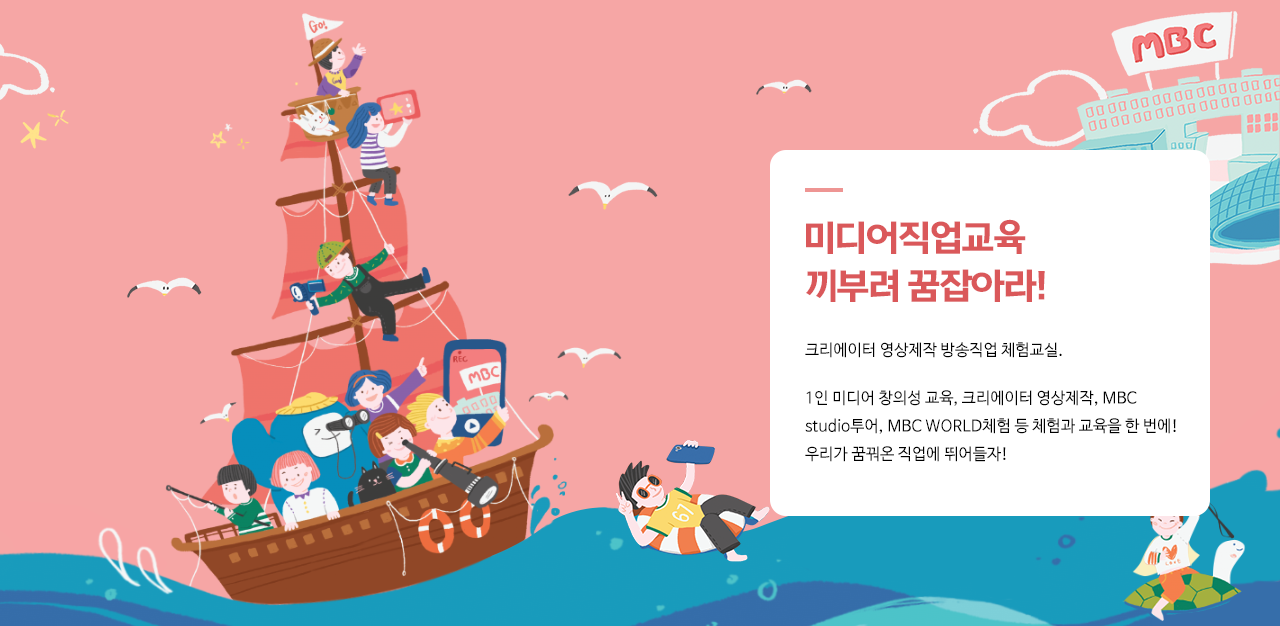 Go!
MBC
미디어직업교육
끼부려 꿈잡아라!
크리에이터 영상제작 방송직업 체험교실.
1인 미디어 창의성 교육, 크리에이터 영상제작, MBC
studio투어, MBC WORLD체험 등 체험과 교육을 한 번에!
우리가 꿈꿔온 직업에 뛰어들자!
REC
MBC
67